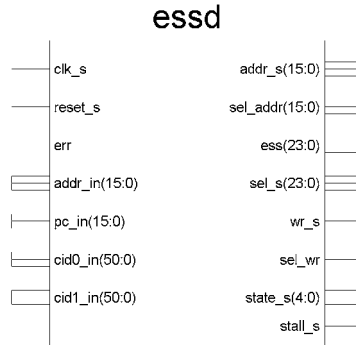 essd
clk_s
addr_s(15:0)
reset_s
sel_addr(15:0)
err
ess(23:0)
addr_in(15:0)
sel_s(23:0)
pc_in(15:0)
wr_s
cid0_in(50:0)
sel_wr
cid1_in(50:0)
state_s(4:0)
stall_s